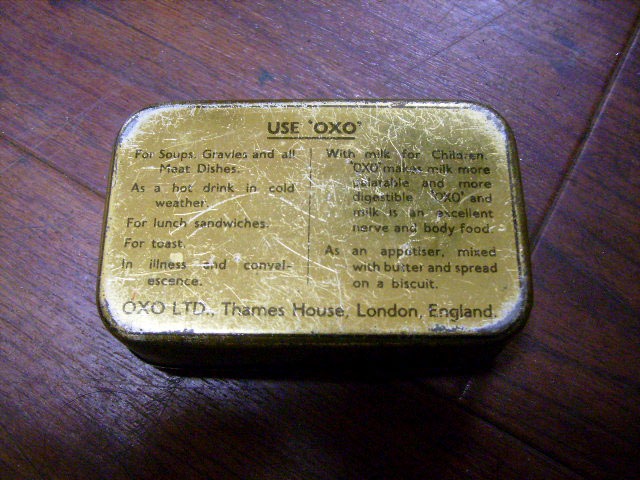 USE 'OXO'
For Soups, Gravies and all
Meat Dishes.
As a hot drink in cold
weather.
For lunch sandwiches.
For toast.
In illness and conval-
escence.
With milk for Children.
'OXO' makes milk more
palatable and more
digestible. 'OXO' and
milk is an excellent
nerve and body food.
As an appetiser, mixed
with butter and spread
on a biscuit.
OXO LTD., Thames House, London, England.